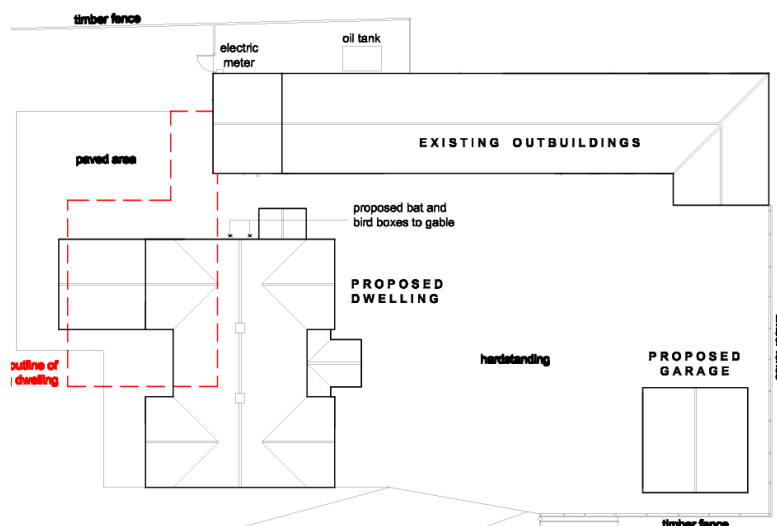 timber fence
electric
meter
oil tank
EXISTING OUTBUILDINGS
paved area
proposed bat and
bird boxes to gable
PROPOSED
DWELLING
outline of
dwelling
hardstanding
PROPOSED
GARAGE
timber fence